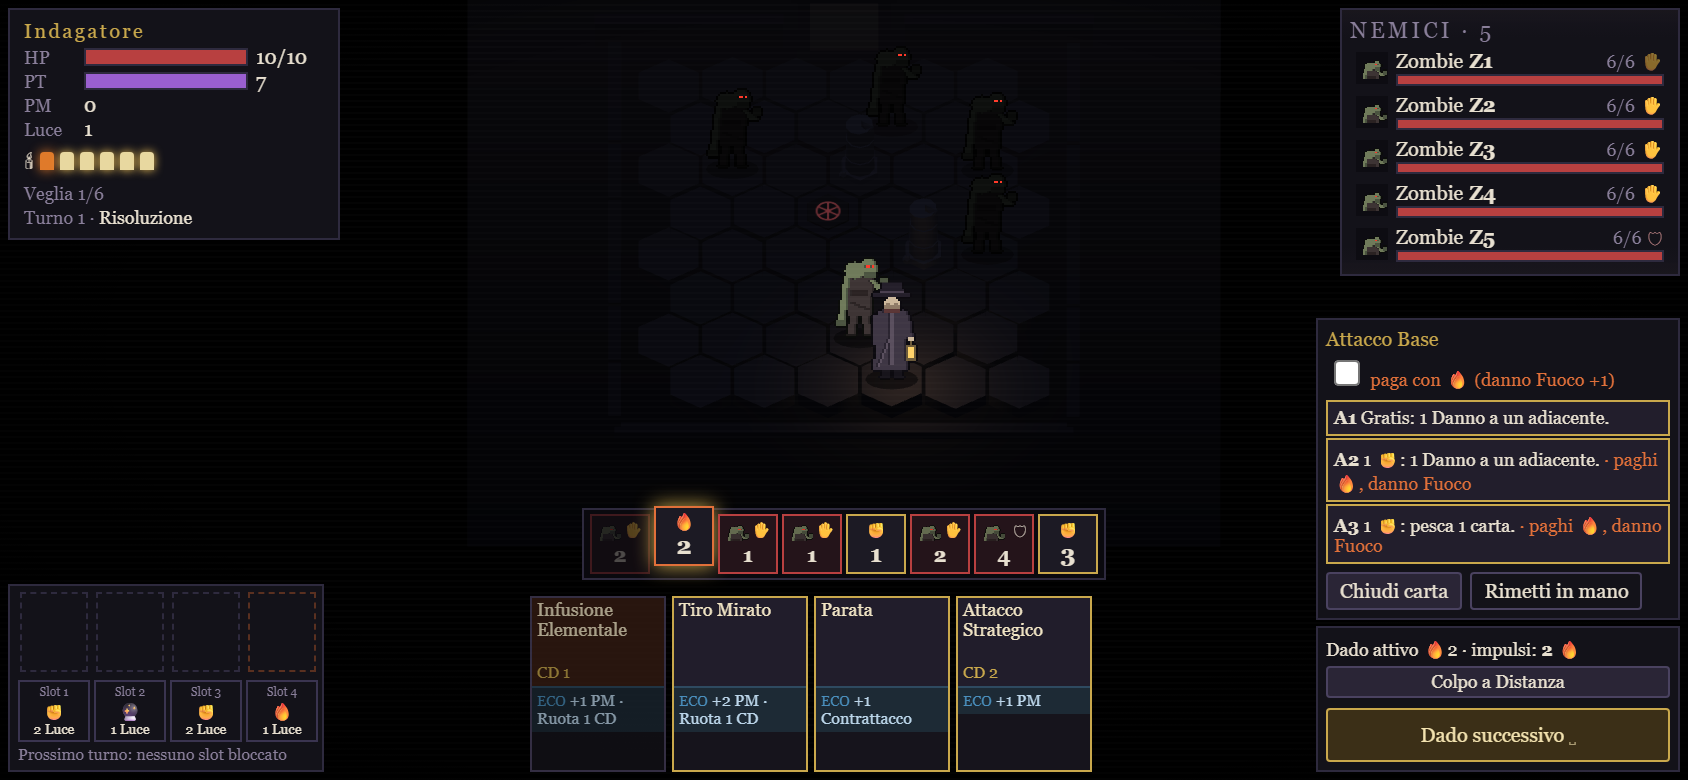 Indagatore
HP 10/10
PT 7
PM 0
Luce 1
Veglia 1/6
Turno 1 · Risoluzione
NEMICI · 5
Zombie Z1 6/6
Zombie Z2 6/6
Zombie Z3 6/6
Zombie Z4 6/6
Zombie Z5 6/6
Attacco Base
paga con 🔥 (danno Fuoco +1)
A1 Gratis: 1 Danno a un adiacente.
A2 1 ✊ : 1 Danno a un adiacente. · paghi
🔥 , danno Fuoco
A3 1 ✊ : pesca 1 carta. · paghi 🔥 , danno
Fuoco
Chiudi carta Rimetti in mano
Dado attivo 🔥 2 · impulsi: 2 🔥
Colpo a Distanza
Dado successivo ␣
2 2 1 1 1 2 4 3
Infusione
Elementale
CD 1
ECO +1 PM ·
Ruota 1 CD
Tiro Mirato
ECO +2 PM ·
Ruota 1 CD
Parata
ECO +1
Contrattacco
Attacco
Strategico
CD 2
ECO +1 PM
Slot 1
2 Luce
Slot 2
1 Luce
Slot 3
2 Luce
Slot 4
1 Luce
Prossimo turno: nessuno slot bloccato